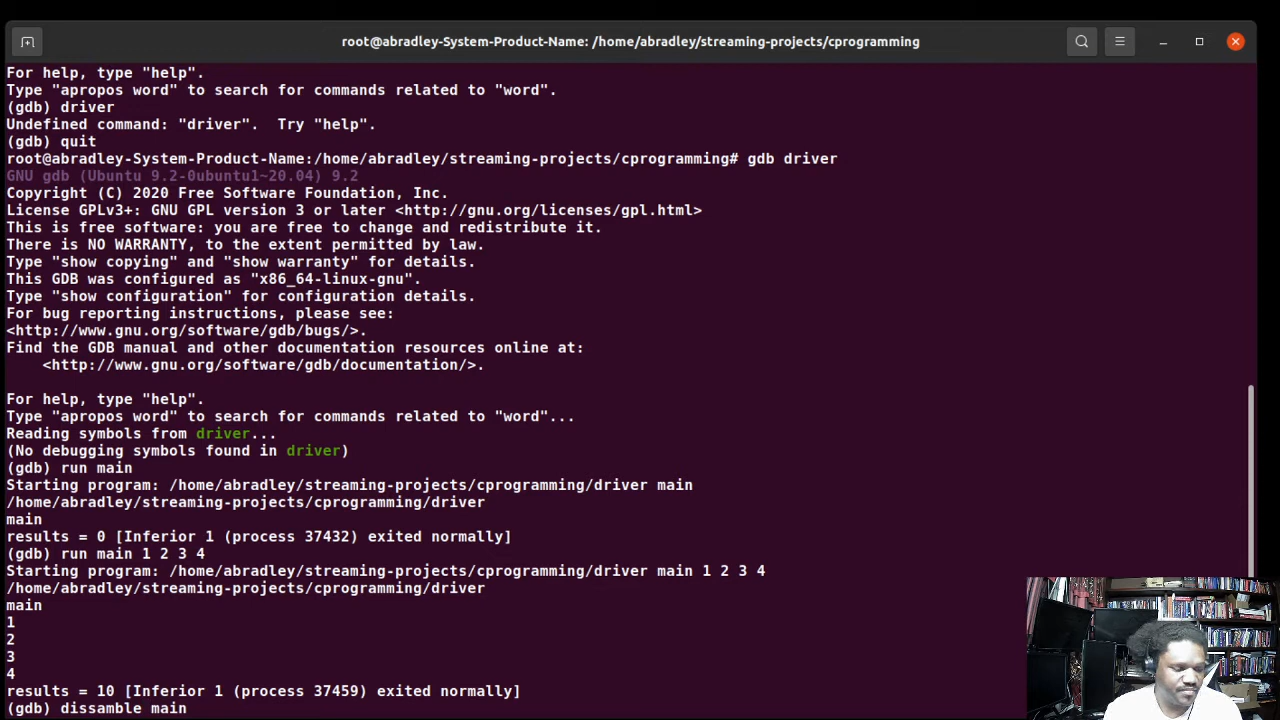 root@abradley-System-Product-Name: /home/abradley/streaming-projects/cprogramming
For help, type "help".
Type "apropos word" to search for commands related to "word".
(gdb) driver
Undefined command: "driver".  Try "help".
(gdb) quit
root@abradley-System-Product-Name:/home/abradley/streaming-projects/cprogramming# gdb driver
GNU gdb (Ubuntu 9.2-0ubuntu1~20.04) 9.2
Copyright (C) 2020 Free Software Foundation, Inc.
License GPLv3+: GNU GPL version 3 or later <http://gnu.org/licenses/gpl.html>
This is free software: you are free to change and redistribute it.
There is NO WARRANTY, to the extent permitted by law.
Type "show copying" and "show warranty" for details.
This GDB was configured as "x86_64-linux-gnu".
Type "show configuration" for configuration details.
For bug reporting instructions, please see:
<http://www.gnu.org/software/gdb/bugs/>.
Find the GDB manual and other documentation resources online at:
    <http://www.gnu.org/software/gdb/documentation/>.
For help, type "help".
Type "apropos word" to search for commands related to "word"...
Reading symbols from driver...
(No debugging symbols found in driver)
(gdb) run main
Starting program: /home/abradley/streaming-projects/cprogramming/driver main
/home/abradley/streaming-projects/cprogramming/driver
main
results = 0 [Inferior 1 (process 37432) exited normally]
(gdb) run main 1 2 3 4
Starting program: /home/abradley/streaming-projects/cprogramming/driver main 1 2 3 4
/home/abradley/streaming-projects/cprogramming/driver
main
1
2
3
4
results = 10 [Inferior 1 (process 37459) exited normally]
(gdb) dissamble main